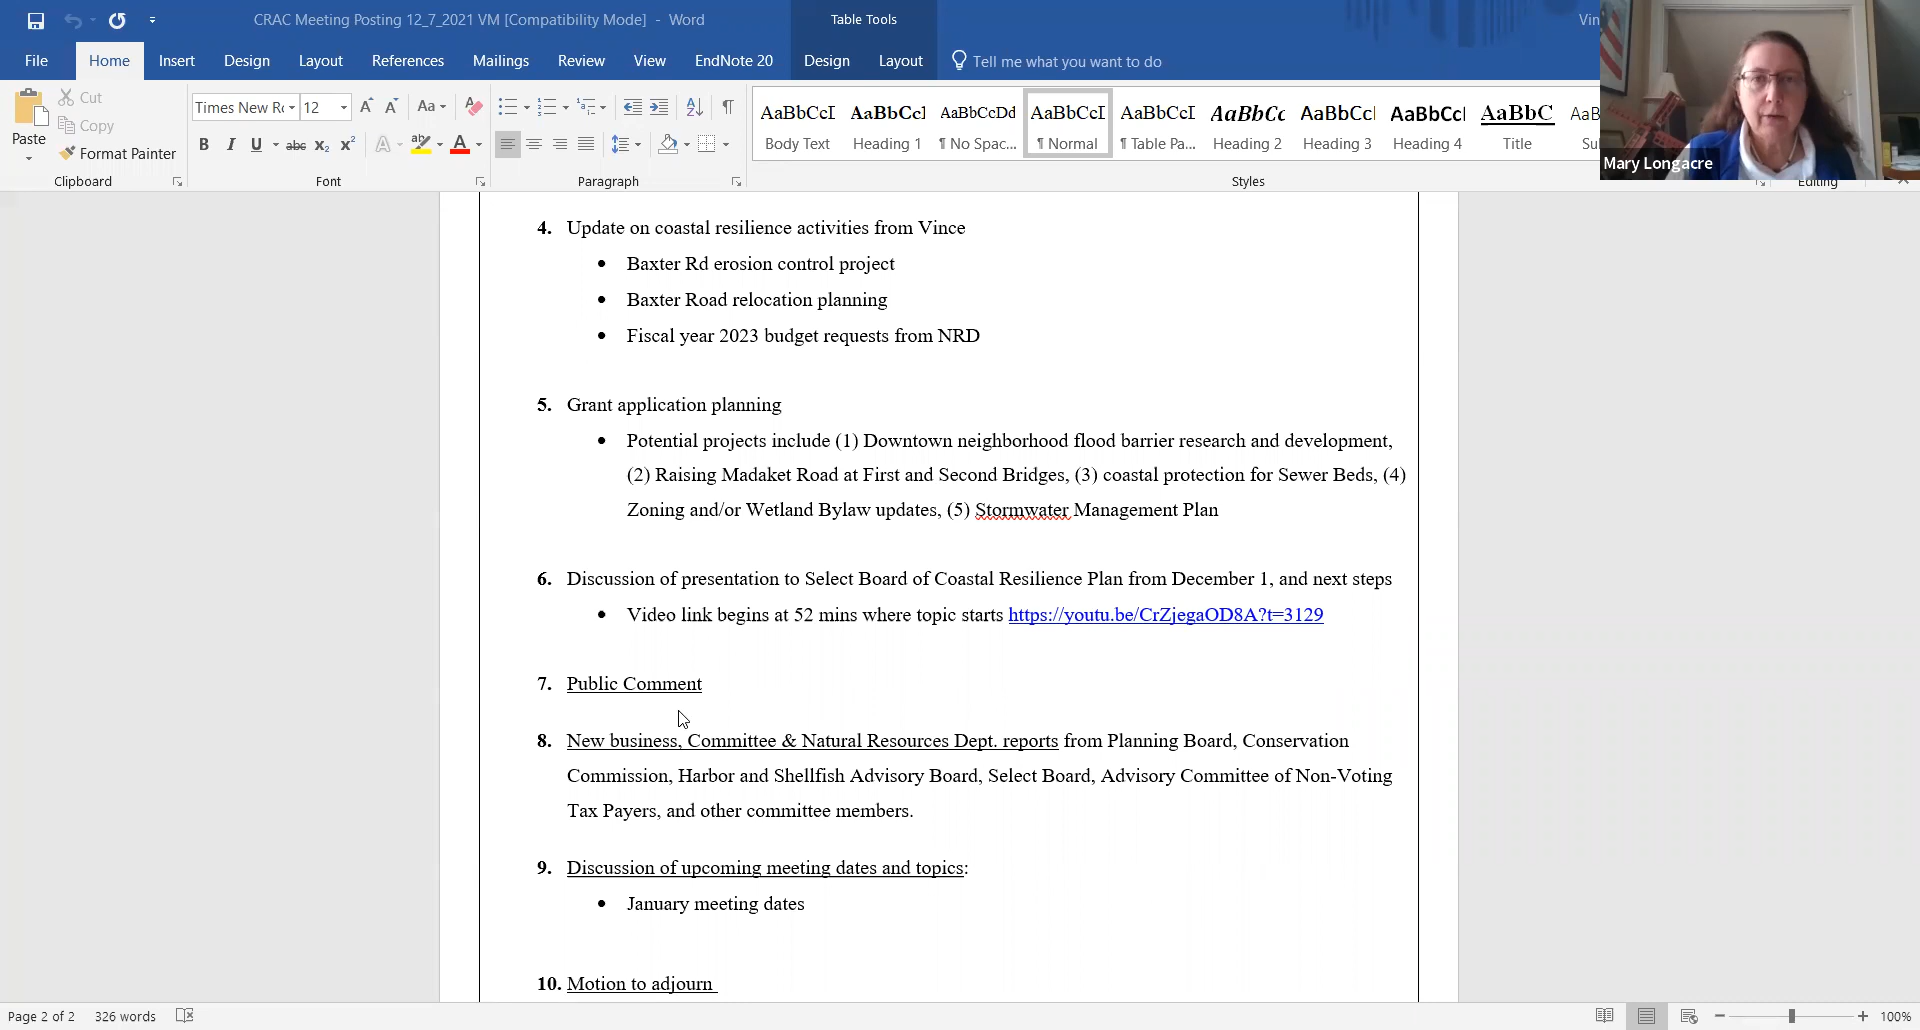 CRAC Meeting Posting 12_7_2021 VM [Compatibility Mode] - Word
Table Tools
File Home Insert Design Layout References Mailings Review View EndNote 20 Design Layout Tell me what you want to do
Paste
Cut
Copy
Format Painter
Clipboard
Times New Rc 12
Aa
B I U abc x₂ x²
A A
Font
Paragraph
AaBbCcI AaBbCcI AaBbCcDd AaBbCcI AaBbCcI AaBbCc AaBbCcI AaBbCcI AaBbC
Body Text Heading 1 ¶ No Spac... ¶ Normal ¶ Table Pa... Heading 2 Heading 3 Heading 4 Title
Styles
Editing
Mary Longacre
4. Update on coastal resilience activities from Vince
• Baxter Rd erosion control project
• Baxter Road relocation planning
• Fiscal year 2023 budget requests from NRD
5. Grant application planning
• Potential projects include (1) Downtown neighborhood flood barrier research and development,
(2) Raising Madaket Road at First and Second Bridges, (3) coastal protection for Sewer Beds, (4)
Zoning and/or Wetland Bylaw updates, (5) Stormwater Management Plan
6. Discussion of presentation to Select Board of Coastal Resilience Plan from December 1, and next steps
• Video link begins at 52 mins where topic starts https://youtu.be/CrZjegaOD8A?t=3129
7. Public Comment
8. New business, Committee & Natural Resources Dept. reports from Planning Board, Conservation
Commission, Harbor and Shellfish Advisory Board, Select Board, Advisory Committee of Non-Voting
Tax Payers, and other committee members.
9. Discussion of upcoming meeting dates and topics:
• January meeting dates
10. Motion to adjourn
Page 2 of 2 326 words
100%